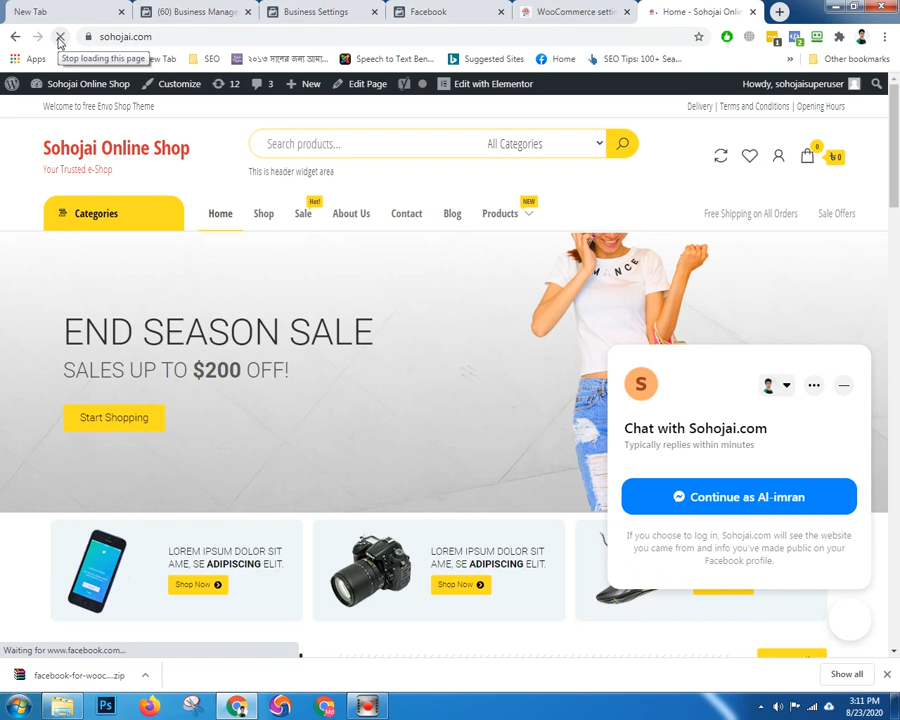 New Tab
(60) Business Manage
Business Settings
Facebook
WooCommerce setti
Home - Sohojai Onlin
sohojai.com
Stop loading this page
Apps
ew Tab
SEO
২০১৩ সালের জন্য আমা...
Speech to Text Ben...
Suggested Sites
Home
SEO Tips: 100+ Sea...
Other bookmarks
Sohojai Online Shop
Customize
12
3
New
Edit Page
Edit with Elementor
Howdy, sohojaisuperuser
Welcome to free Envo Shop Theme
Delivery | Terms and Conditions | Opening Hours
Sohojai Online Shop
Your Trusted e-Shop
Search products...
All Categories
This is header widget area
0
৳ 0
Categories
Home
Shop
Sale
Hot!
About Us
Contact
Blog
Products
NEW
Free Shipping on All Orders
Sale Offers
MANCE
END SEASON SALE
SALES UP TO $200 OFF!
Start Shopping
S
Chat with Sohojai.com
Typically replies within minutes
Continue as Al-imran
If you choose to log in, Sohojai.com will see the website
you came from and info you've made public on your
Facebook profile.
LOREM IPSUM DOLOR SIT
AME, SE ADIPISCING ELIT.
Shop Now
LOREM IPSUM DOLOR SIT
AME, SE ADIPISCING ELIT.
Shop Now
Waiting for www.facebook.com...
facebook-for-wooc....zip
Show all
Ps
3:11 PM
8/23/2020